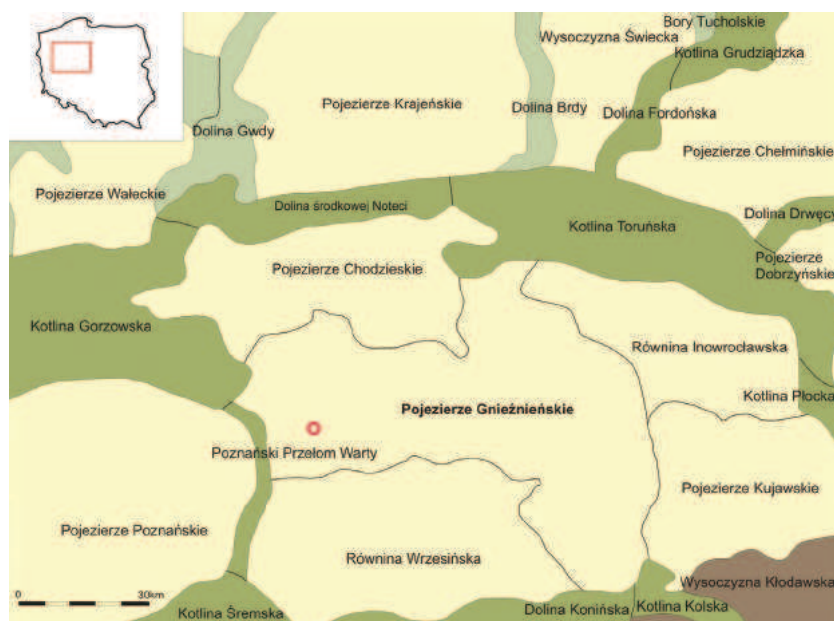 Bory Tucholskie
Wysoczyzna Świecka
Kotlina Grudziądzka
Pojezierze Krajeńskie
Dolina Brdy
Dolina Fordońska
Dolina Gwdy
Pojezierze Chełmińskie
Pojezierze Wałeckie
Dolina środkowej Noteci
Dolina Drwęcy
Kotlina Toruńska
Pojezierze
Dobrzyńskie
Pojezierze Chodzieskie
Kotlina Gorzowska
Równina Inowrocławska
Kotlina Płocka
Pojezierze Gnieźnieńskie
Poznański Przełom Warty
Pojezierze Kujawskie
Pojezierze Poznańskie
Równina Wrzesińska
Wysoczyzna Kłodawska
0 30km
Kotlina Śremska
Dolina Konińska
Kotlina Kolska